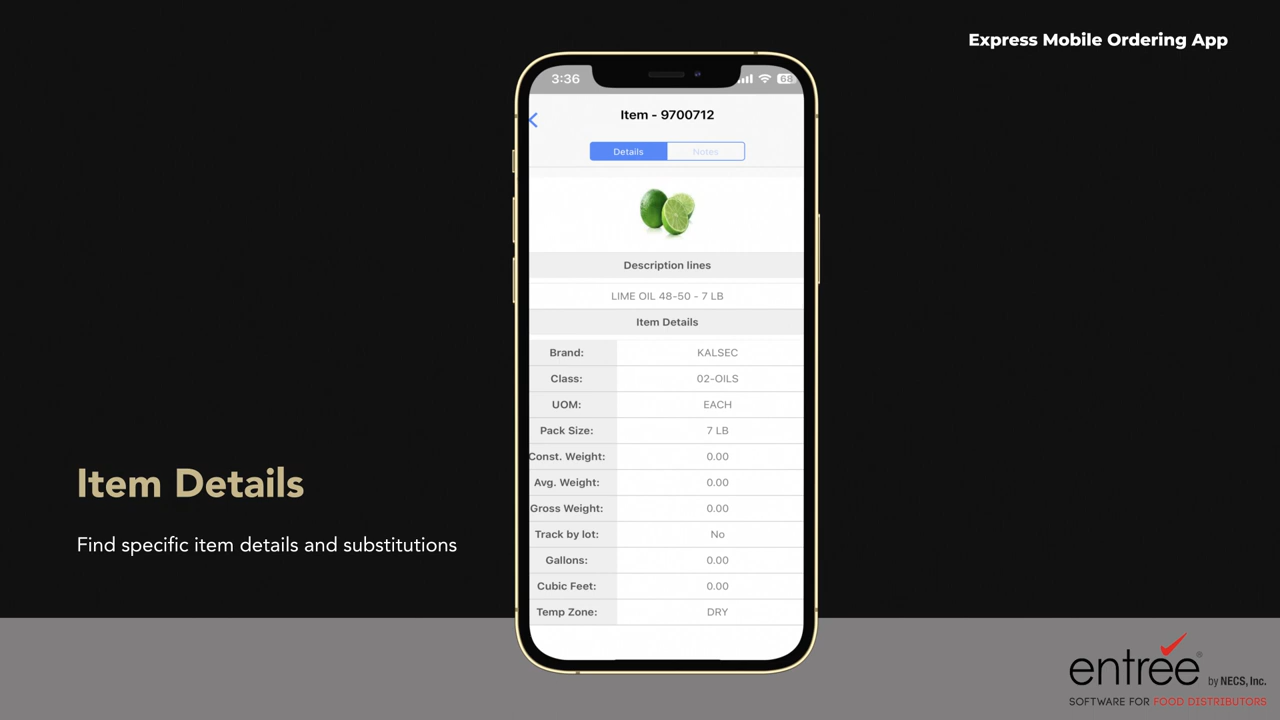 Express Mobile Ordering App
3:36
68
Item - 9700712
Details
Notes
Description lines
LIME OIL 48-50 - 7 LB
Item Details
Brand: KALSEC
Class: 02-OILS
UOM: EACH
Pack Size: 7 LB
Const. Weight: 0.00
Avg. Weight: 0.00
Gross Weight: 0.00
Track by lot: No
Gallons: 0.00
Cubic Feet: 0.00
Temp Zone: DRY
Item Details
Find specific item details and substitutions
entrée® by NECS, Inc.
SOFTWARE FOR FOOD DISTRIBUTORS